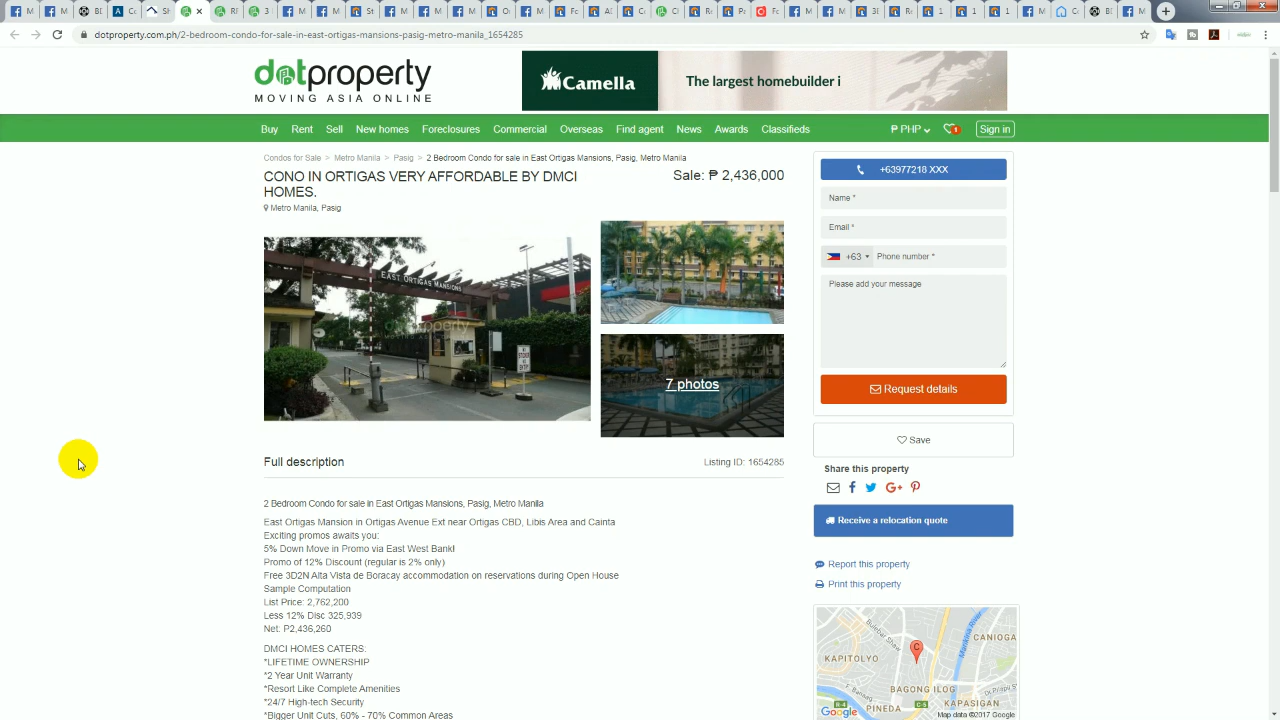 dotproperty.com.ph/2-bedroom-condo-for-sale-in-east-ortigas-mansions-pasig-metro-manila_1654285
dotproperty
MOVING ASIA ONLINE
Camella
The largest homebuilder i
Buy Rent Sell New homes Foreclosures Commercial Overseas Find agent News Awards Classifieds
₱ PHP
1
Sign in
Condos for Sale > Metro Manila > Pasig > 2 Bedroom Condo for sale in East Ortigas Mansions, Pasig, Metro Manila
CONO IN ORTIGAS VERY AFFORDABLE BY DMCI
HOMES.
Sale: ₱ 2,436,000
Metro Manila, Pasig
EAST ORTIGAS MANSIONS
dotproperty
7 photos
Full description
Listing ID: 1654285
2 Bedroom Condo for sale in East Ortigas Mansions, Pasig, Metro Manila
East Ortigas Mansion in Ortigas Avenue Ext near Ortigas CBD, Libis Area and Cainta
Exciting promos awaits you:
5% Down Move in Promo via East West Bank!
Promo of 12% Discount (regular is 2% only)
Free 3D2N Alta Vista de Boracay accommodation on reservations during Open House
Sample Computation
List Price: 2,762,200
Less 12% Disc 325,939
Net: P2,436,260
DMCI HOMES CATERS:
*LIFETIME OWNERSHIP
*2 Year Unit Warranty
*Resort Like Complete Amenities
*24/7 High-tech Security
*Bigger Unit Cuts, 60% - 70% Common Areas
+63977218 XXX
Name *
Email *
+63
Phone number *
Please add your message
Request details
Save
Share this property
Receive a relocation quote
Report this property
Print this property
KAPITOLYO
CANIOGA
Marikina River
BAGONG ILOG
KAPASIGAN
PINEDA
C-5
Google
Map data ©2017 Google